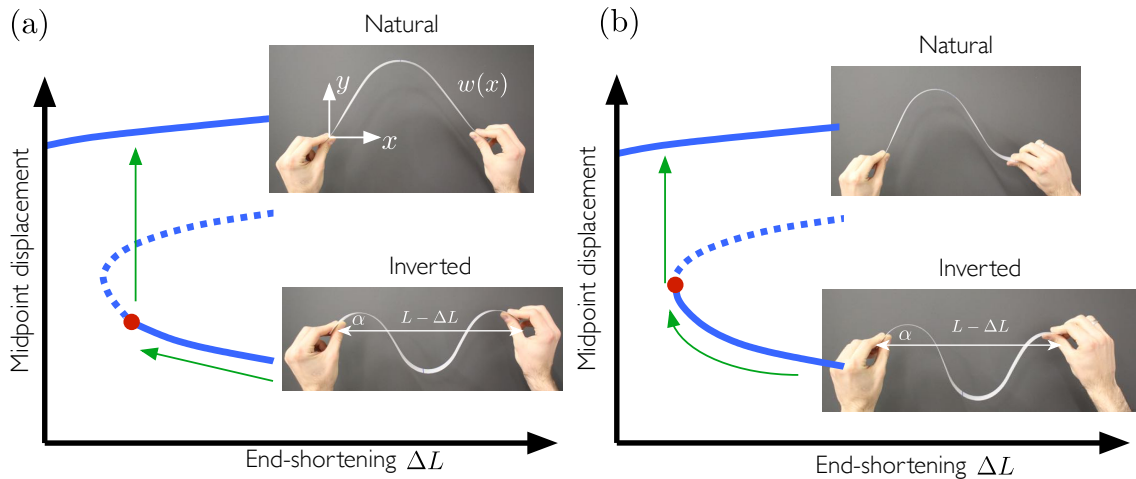 (a)
Natural
y
w(x)
x
Midpoint displacement
Inverted
α
L − ΔL
End-shortening ΔL
(b)
Natural
Midpoint displacement
Inverted
α
L − ΔL
End-shortening ΔL